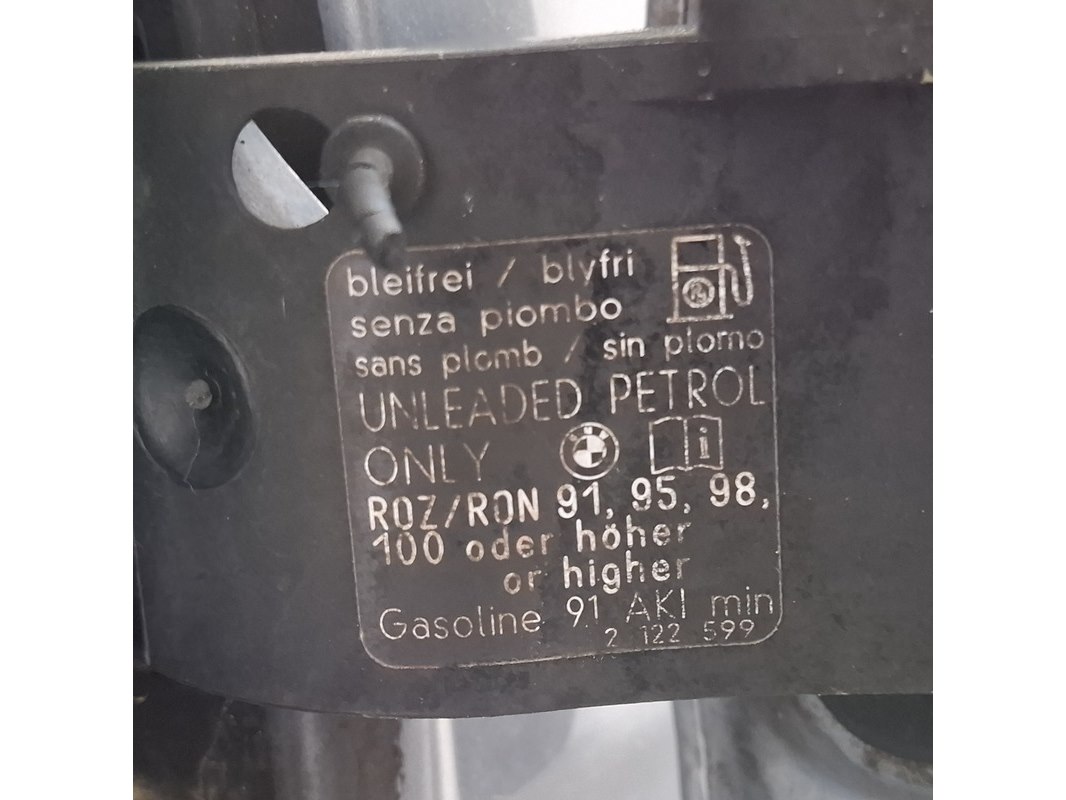 bleifrei / blyfri
senza piombo
sans plomb / sin plomo
UNLEADED PETROL
ONLY
ROZ/RON 91, 95, 98,
100 oder höher
or higher
Gasoline 91 AKI min
2 122 599